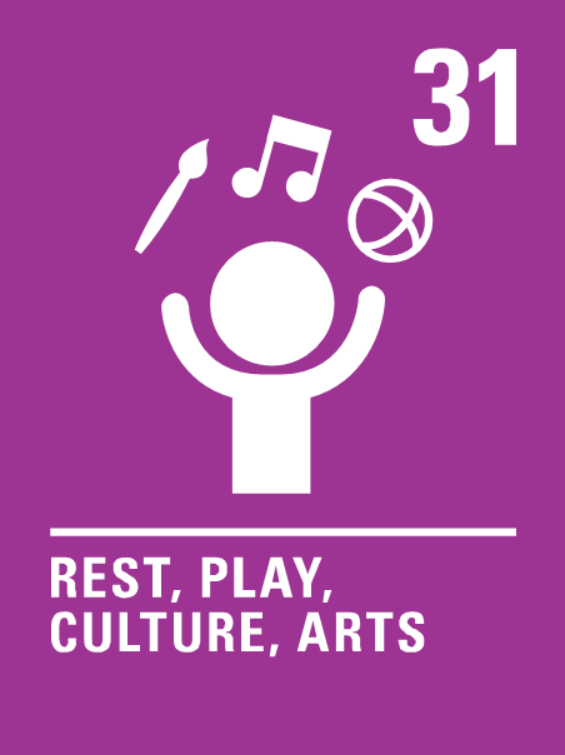 31
REST, PLAY,
CULTURE, ARTS